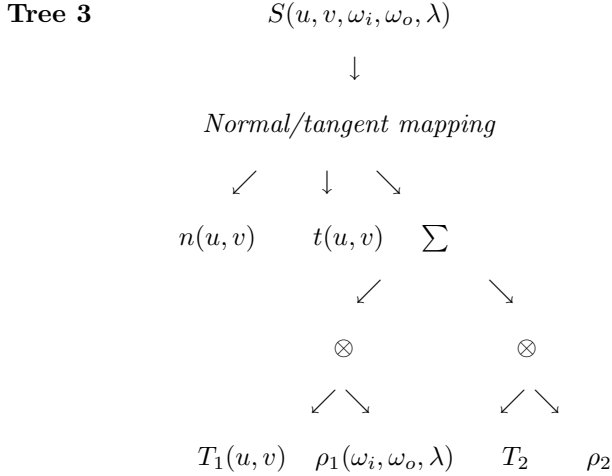 Tree 3 S(u, v, ω_i, ω_o, λ)
↓
Normal/tangent mapping
↙ ↓ ↘
n(u, v) t(u, v) ∑
↙ ↘
⊗ ⊗
↙ ↘ ↙ ↘
T_1(u, v) ρ_1(ω_i, ω_o, λ) T_2 ρ_2